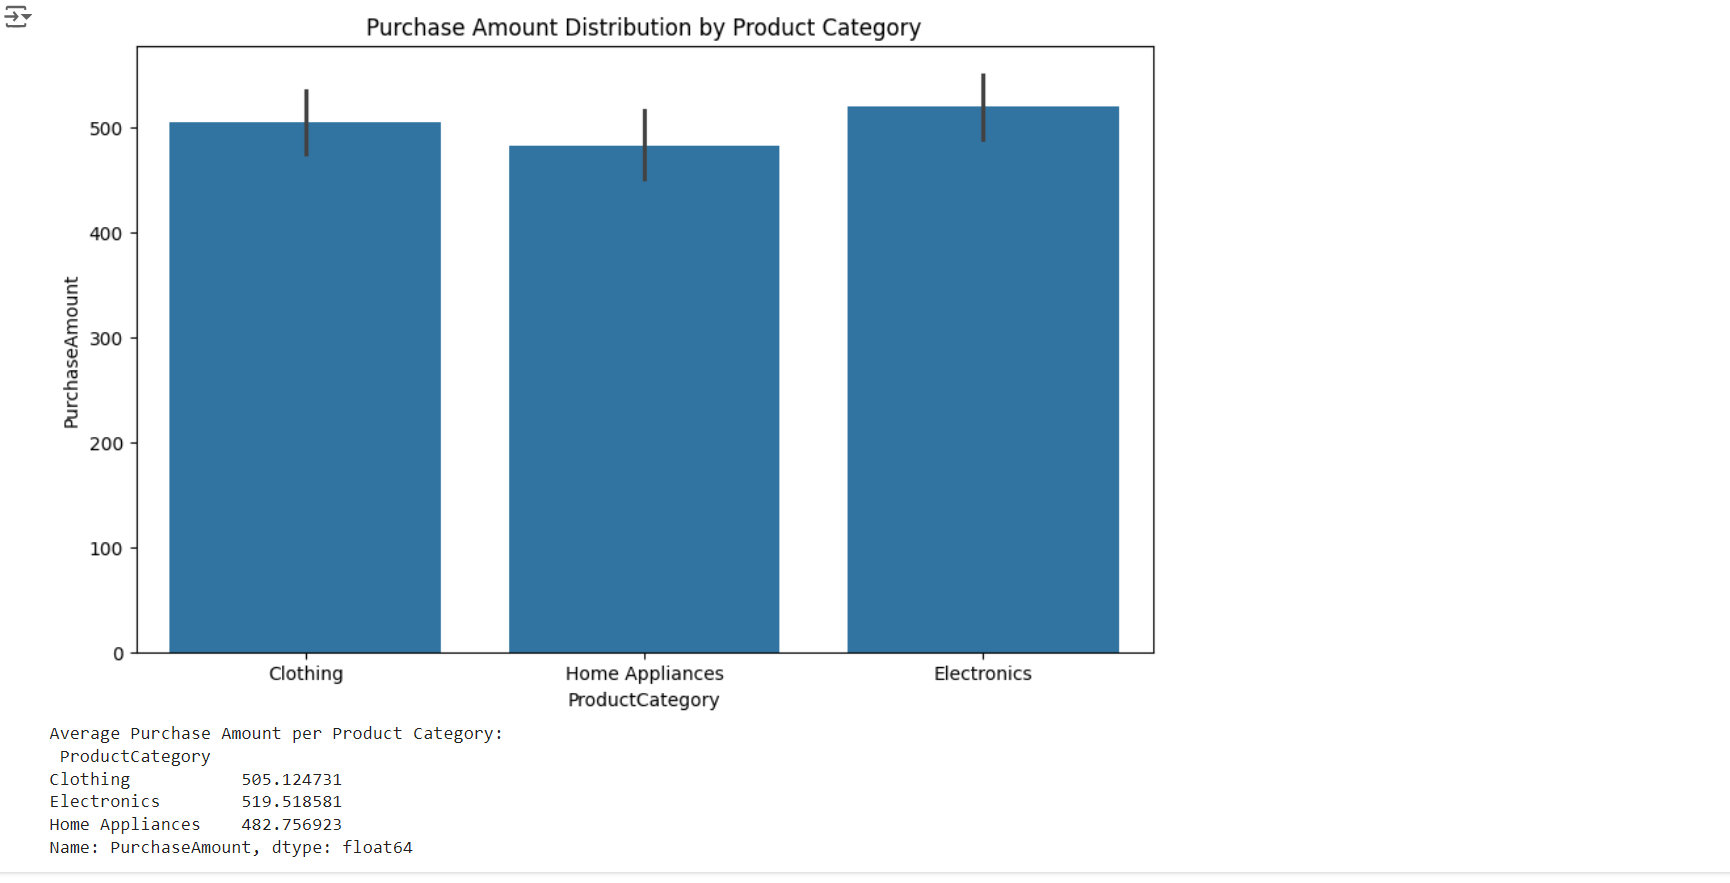 Purchase Amount Distribution by Product Category
PurchaseAmount
500
400
300
200
100
0
Clothing Home Appliances Electronics
ProductCategory
Average Purchase Amount per Product Category:
ProductCategory
Clothing 505.124731
Electronics 519.518581
Home Appliances 482.756923
Name: PurchaseAmount, dtype: float64